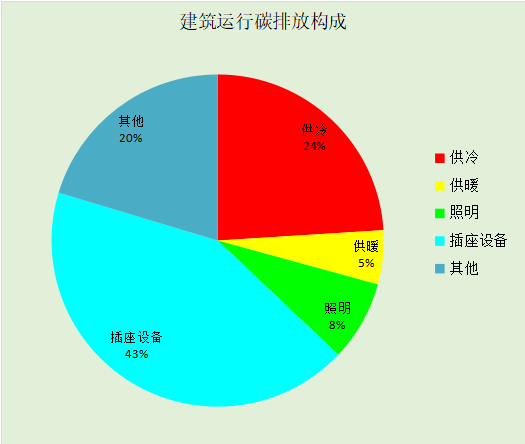 建筑运行碳排放构成
其他
20%
供冷
24%
供暖
5%
照明
8%
插座设备
43%
供冷
供暖
照明
插座设备
其他